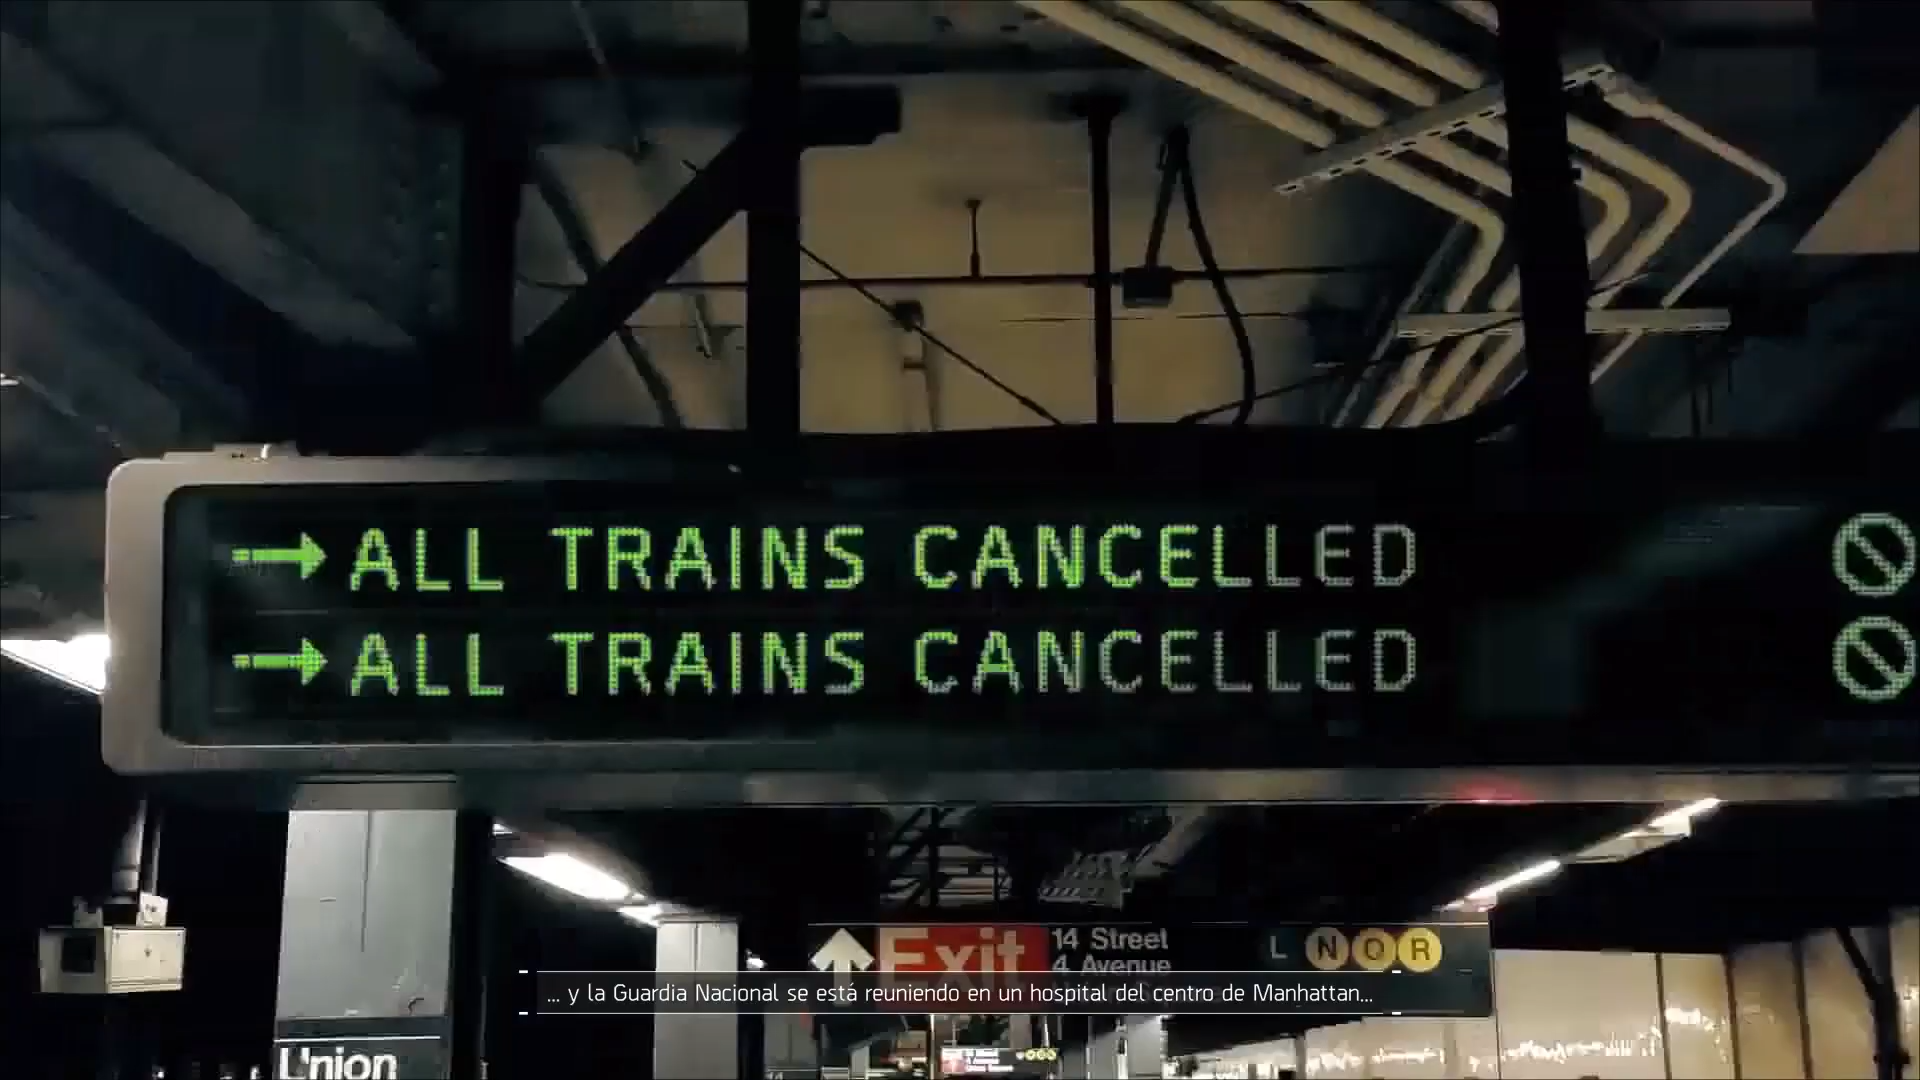 → ALL TRAINS CANCELLED
→ ALL TRAINS CANCELLED
Exit
14 Street
4 Avenue
L N Q R
... y la Guardia Nacional se está reuniendo en un hospital del centro de Manhattan...
Union